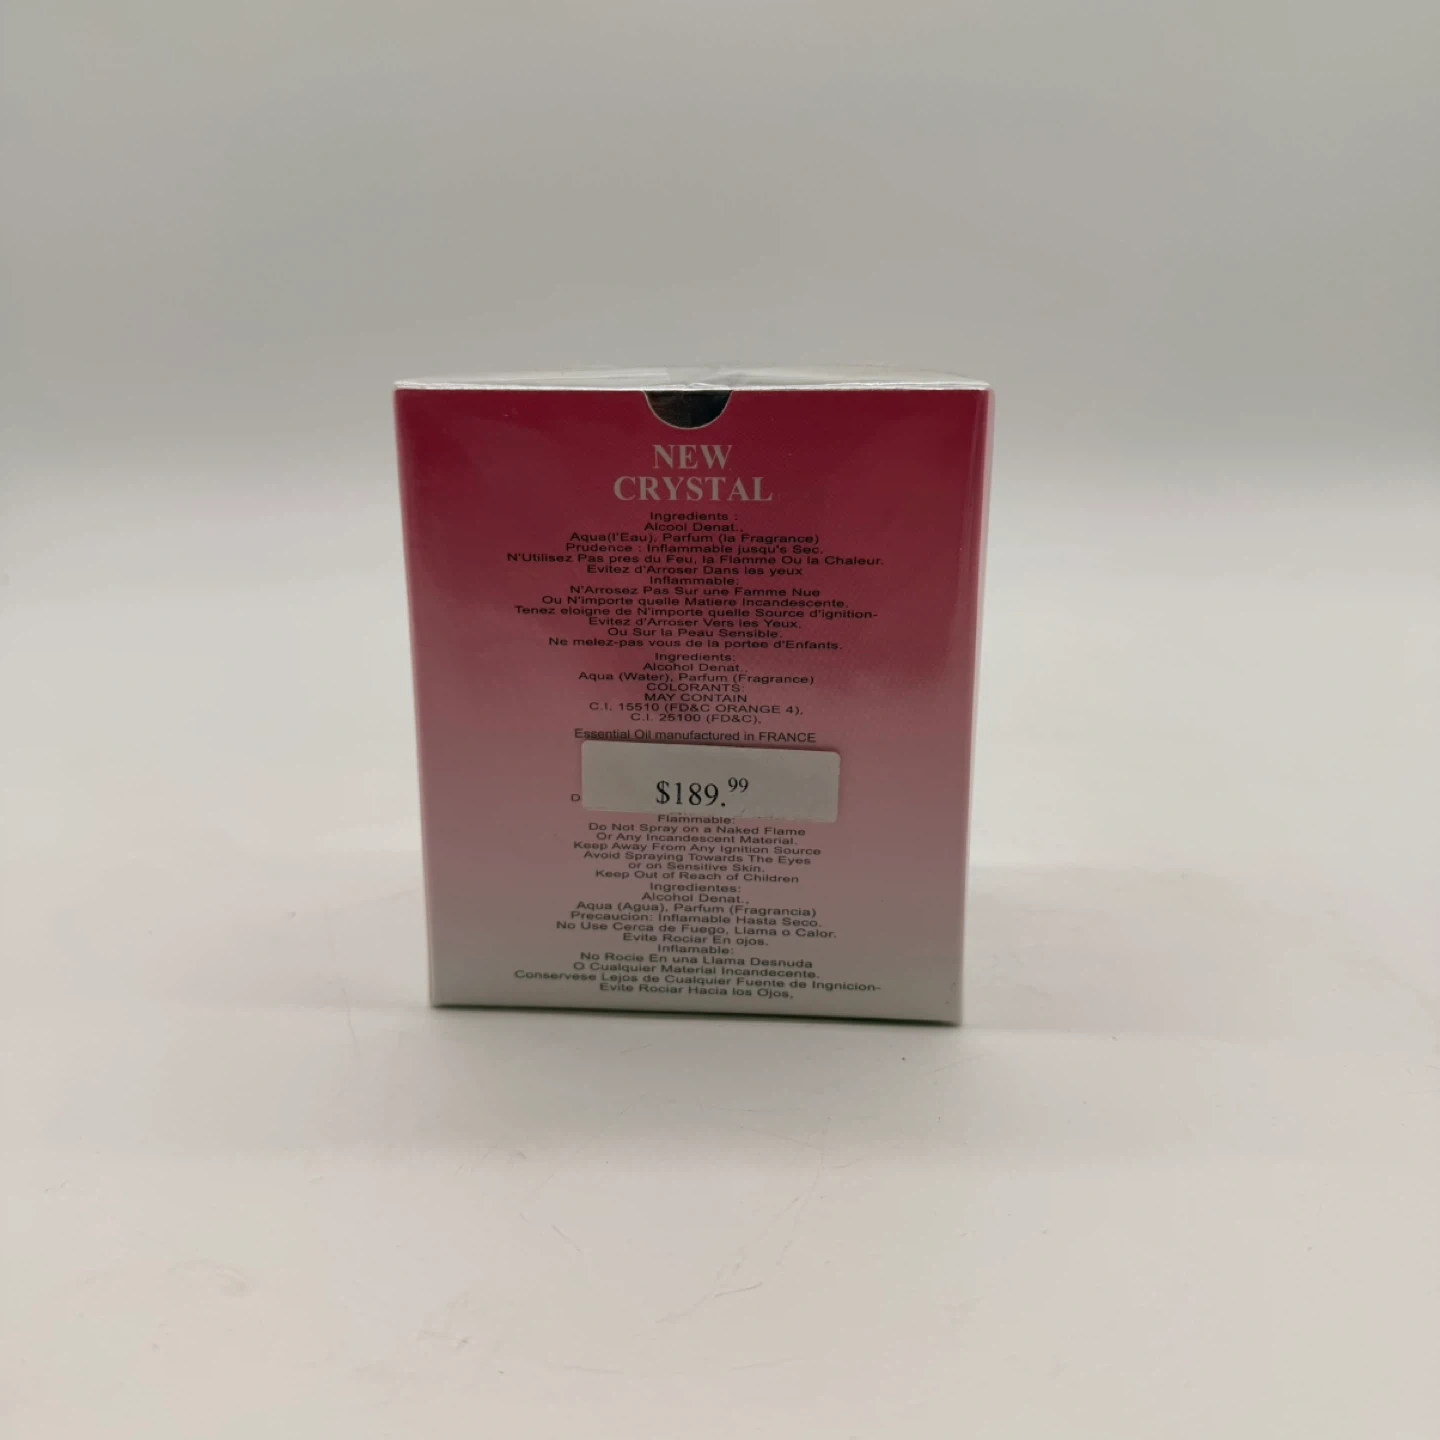 NEW
CRYSTAL
Ingredients :
Alcool Denat.,
Aqua(l'Eau), Parfum (la Fragrance)
Prudence : Inflammable jusqu's Sec.
N'Utilisez Pas pres du Feu, la Flamme Ou la Chaleur.
Evitez d'Arroser Dans les yeux
Inflammable:
N'Arrosez Pas Sur une Famme Nue
Ou N'importe quelle Matiere Incandescente.
Tenez eloigne de N'importe quelle Source d'ignition-
Evitez d'Arroser Vers les Yeux.
Ou Sur la Peau Sensible.
Ne melez-pas vous de la portee d'Enfants.
Ingredients:
Alcohol Denat.,
Aqua (Water), Parfum (Fragrance)
COLORANTS:
MAY CONTAIN
C.I. 15510 (FD&C ORANGE 4),
C.I. 25100 (FD&C),
Essential Oil manufactured in FRANCE
$189.99
D
Flammable:
Do Not Spray on a Naked Flame
Or Any Incandescent Material.
Keep Away From Any Ignition Source
Avoid Spraying Towards The Eyes
or on Sensitive Skin.
Keep Out of Reach of Children
Ingredientes:
Alcohol Denat.,
Aqua (Agua), Parfum (Fragrancia)
Precaucion: Inflamable Hasta Seco.
No Use Cerca de Fuego, Llama o Calor.
Evite Rociar En ojos.
Inflamable:
No Rocie En una Llama Desnuda
O Cualquier Material Incandecente.
Conservese Lejos de Cualquier Fuente de Ingnicion-
Evite Rociar Hacia los Ojos,